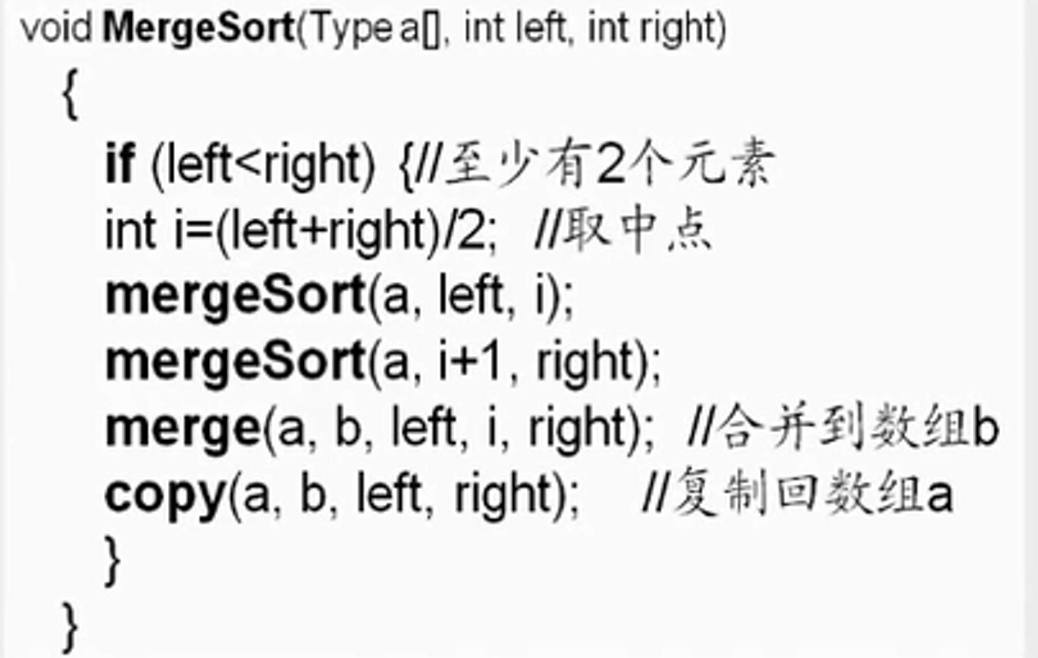 void MergeSort(Type a[], int left, int right)
{
if (left<right) {//至少有2个元素
int i=(left+right)/2; //取中点
mergeSort(a, left, i);
mergeSort(a, i+1, right);
merge(a, b, left, i, right); //合并到数组b
copy(a, b, left, right); //复制回数组a
}
}